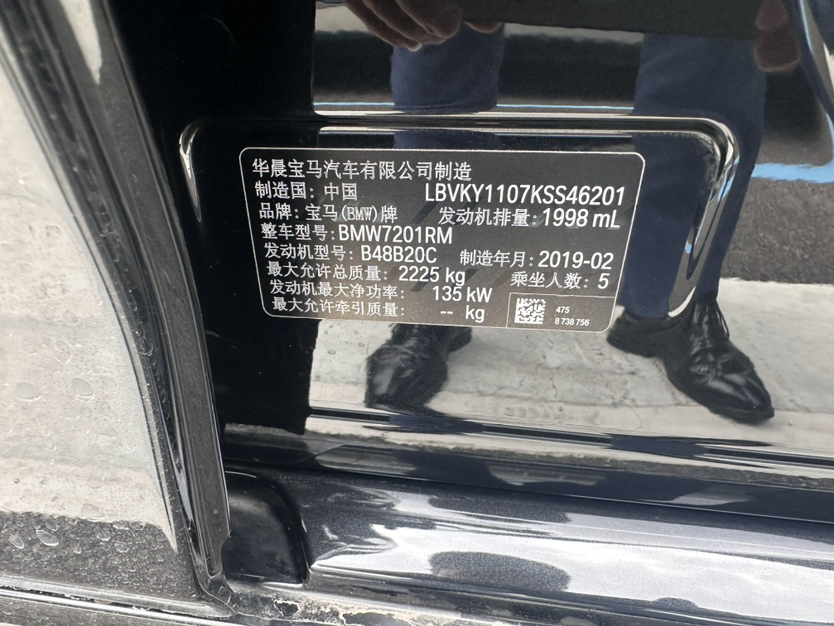 华晨宝马汽车有限公司制造
制造国：中国 LBVKY1107KSS46201
品牌：宝马(BMW)牌 发动机排量：1998 mL
整车型号：BMW7201RM
发动机型号：B48B20C 制造年月：2019-02
最大允许总质量：2225 kg 乘坐人数：5
发动机最大净功率：135 kW
最大允许牵引质量：-- kg
475
8 738 756